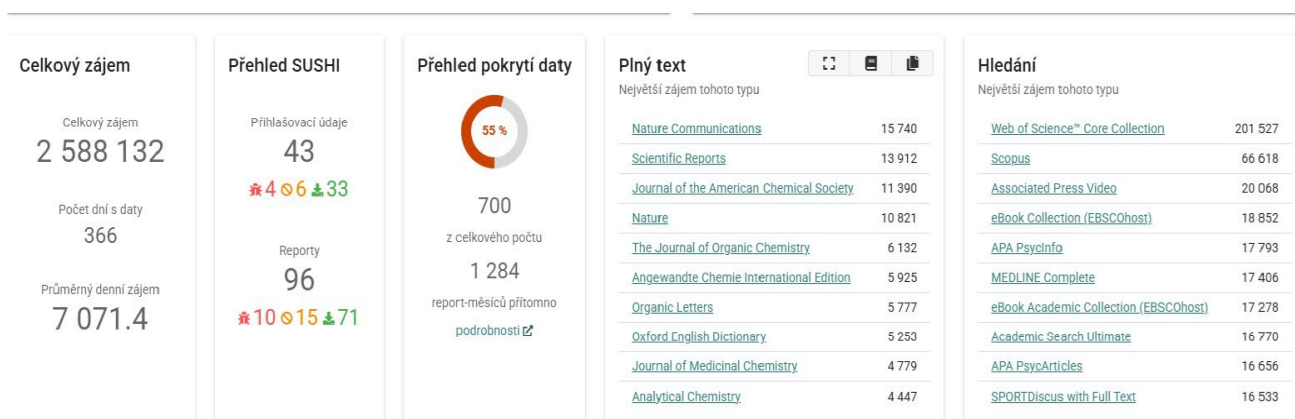 Celkový zájem
Celkový zájem
2 588 132
Počet dní s daty
366
Průměrný denní zájem
7 071.4
Přehled SUSHI
Přihlašovací údaje
43
4 6 33
Reporty
96
10 15 71
Přehled pokrytí daty
55 %
700
z celkového počtu
1 284
report-měsíců přítomno
podrobnosti
Plný text
Největší zájem tohoto typu
Nature Communications 15 740
Scientific Reports 13 912
Journal of the American Chemical Society 11 390
Nature 10 821
The Journal of Organic Chemistry 6 132
Angewandte Chemie International Edition 5 925
Organic Letters 5 777
Oxford English Dictionary 5 253
Journal of Medicinal Chemistry 4 779
Analytical Chemistry 4 447
Hledání
Největší zájem tohoto typu
Web of Science™ Core Collection 201 527
Scopus 66 618
Associated Press Video 20 068
eBook Collection (EBSCOhost) 18 852
APA PsycInfo 17 793
MEDLINE Complete 17 406
eBook Academic Collection (EBSCOhost) 17 278
Academic Search Ultimate 16 770
APA PsycArticles 16 656
SPORTDiscus with Full Text 16 533